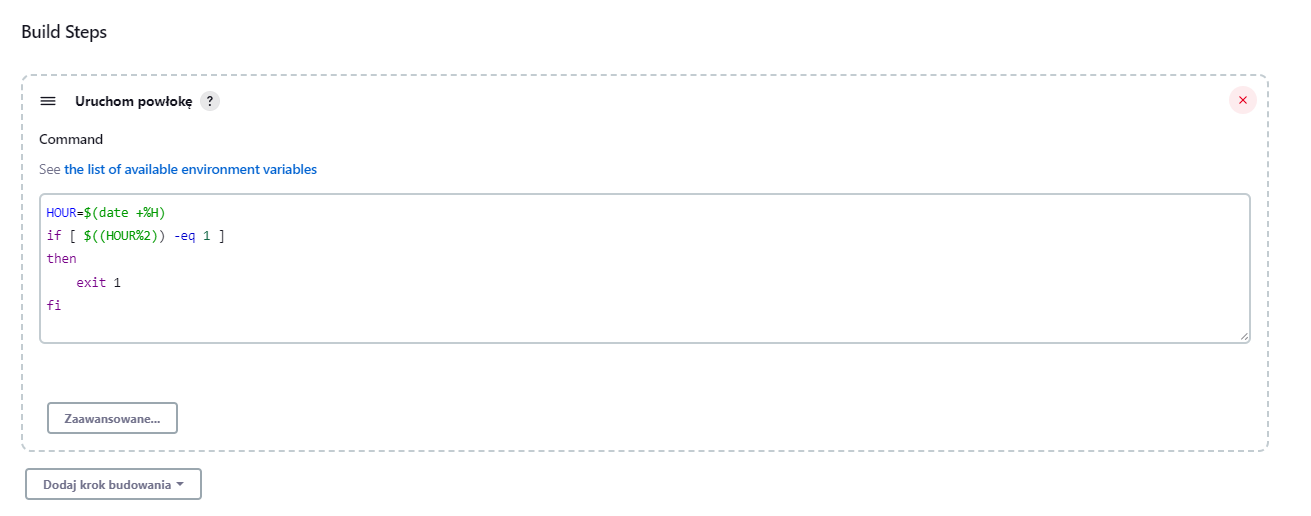 Build Steps
Uruchom powłokę ?
Command
See the list of available environment variables
HOUR=$(date +%H)
if [ $((HOUR%2)) -eq 1 ]
then
    exit 1
fi
Zaawansowane...
Dodaj krok budowania